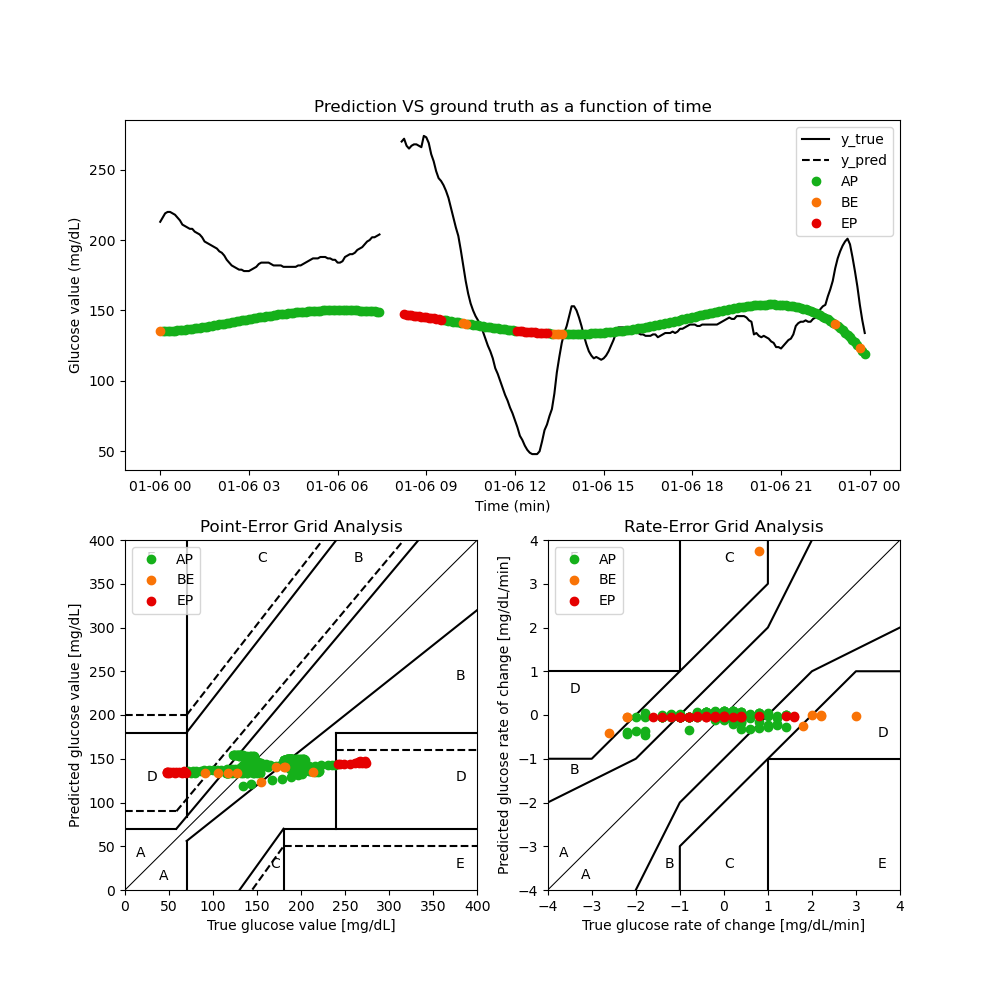 Prediction VS ground truth as a function of time
Glucose value (mg/dL)
250
200
150
100
50
y_true
y_pred
AP
BE
EP
01-06 00
01-06 03
01-06 06
01-06 09
01-06 12
01-06 15
01-06 18
01-06 21
01-07 00
Time (min)
Point-Error Grid Analysis
Predicted glucose value [mg/dL]
400
350
300
250
200
150
100
50
0
AP
BE
EP
C
B
B
D
D
A
A
C
E
0
50
100
150
200
250
300
350
400
True glucose value [mg/dL]
Rate-Error Grid Analysis
Predicted glucose rate of change [mg/dL/min]
4
3
2
1
0
−1
−2
−3
−4
AP
BE
EP
C
D
D
B
A
A
B
C
E
−4
−3
−2
−1
0
1
2
3
4
True glucose rate of change [mg/dL/min]